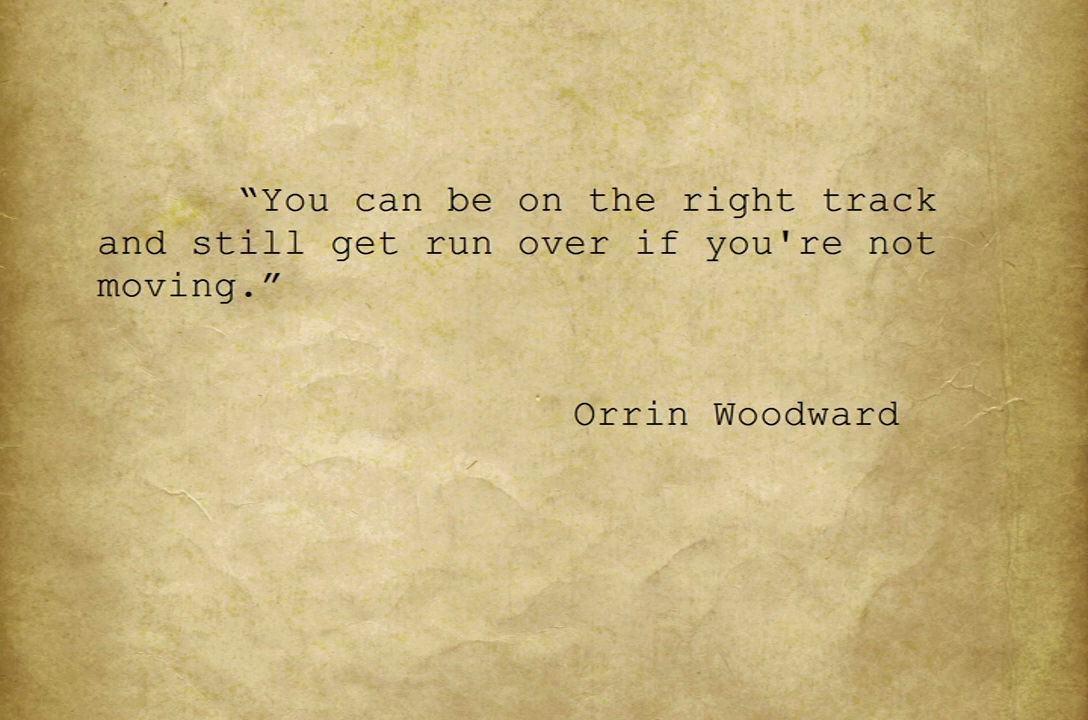 “You can be on the right track
and still get run over if you're not
moving.”
Orrin Woodward